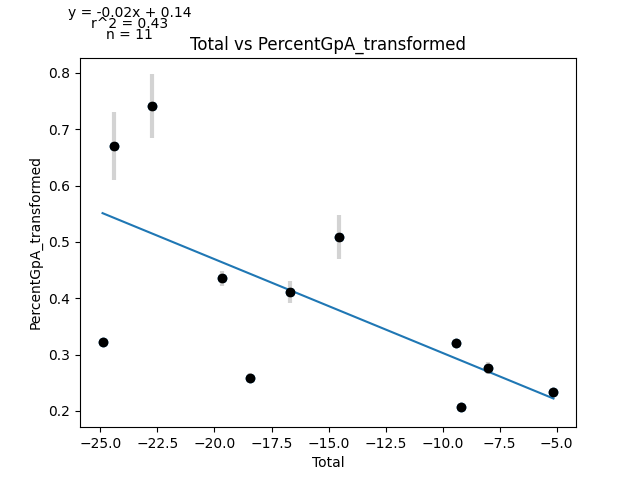 y = -0.02x + 0.14
r^2 = 0.43
n = 11
Total vs PercentGpA_transformed
0.8
0.7
0.6
0.5
0.4
0.3
0.2
PercentGpA_transformed
−25.0 −22.5 −20.0 −17.5 −15.0 −12.5 −10.0 −7.5 −5.0
Total